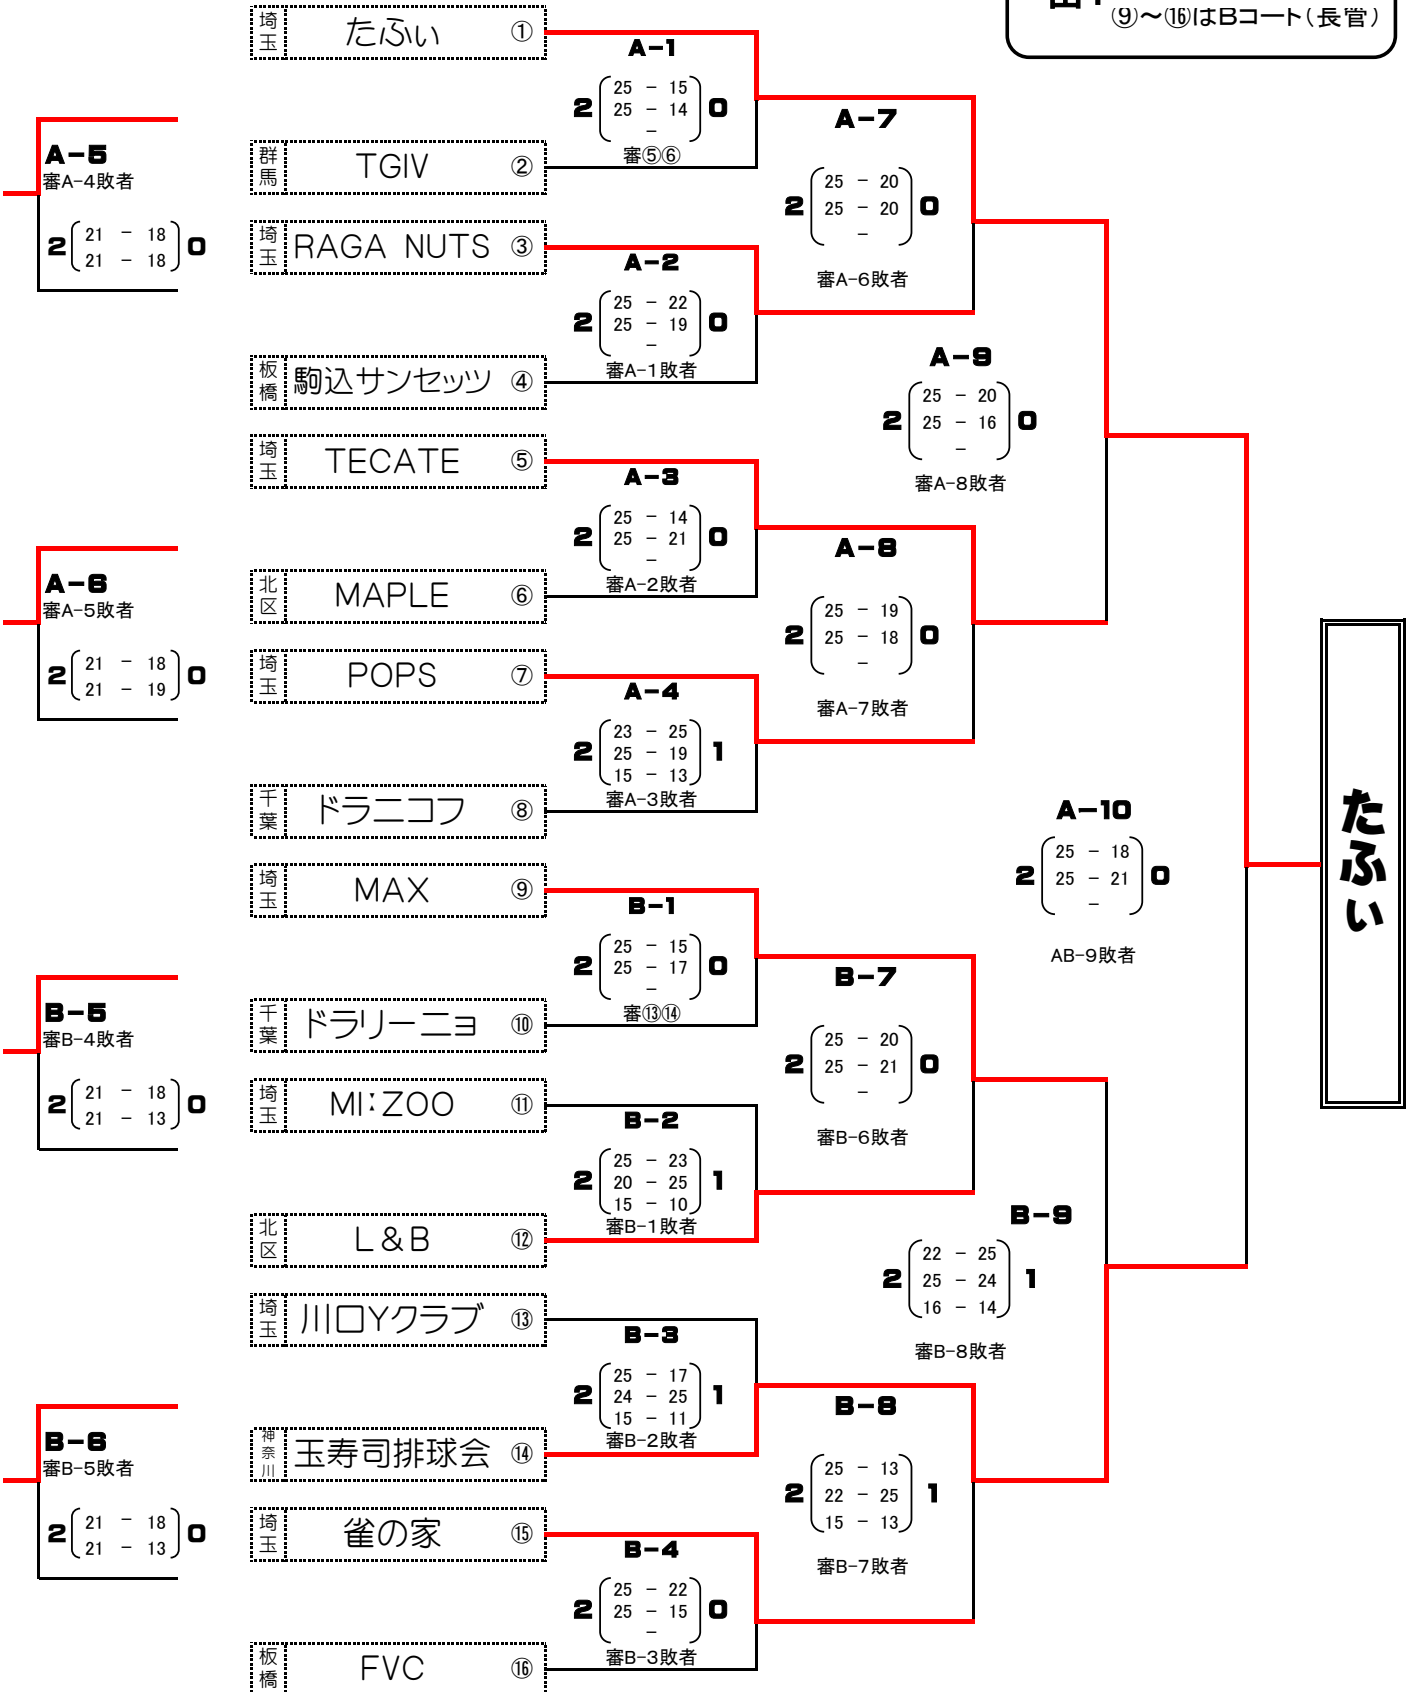 ⑨～⑯はBコート(長管)
埼玉 たふぃ ①
A-1
2 25 - 15 0
25 - 14
-
審⑤⑥
群馬 TGIV ②
埼玉 RAGA NUTS ③
A-2
2 25 - 22 0
25 - 19
-
審A-1敗者
板橋 駒込サンセッツ ④
埼玉 TECATE ⑤
A-3
2 25 - 14 0
25 - 21
-
審A-2敗者
北区 MAPLE ⑥
埼玉 POPS ⑦
A-4
2 23 - 25 1
25 - 19
15 - 13
審A-3敗者
千葉 ドラニコフ ⑧
埼玉 MAX ⑨
B-1
2 25 - 15 0
25 - 17
-
審⑬⑭
千葉 ドラリーニョ ⑩
埼玉 MI:ZOO ⑪
B-2
2 25 - 23 1
20 - 25
15 - 10
審B-1敗者
北区 L&B ⑫
埼玉 川口Yクラブ ⑬
B-3
2 25 - 17 1
24 - 25
15 - 11
審B-2敗者
神奈川 玉寿司排球会 ⑭
埼玉 雀の家 ⑮
B-4
2 25 - 22 0
25 - 15
-
審B-3敗者
板橋 FVC ⑯
A-5
審A-4敗者
2 21 - 18 0
21 - 18
A-6
審A-5敗者
2 21 - 18 0
21 - 19
B-5
審B-4敗者
2 21 - 18 0
21 - 13
B-6
審B-5敗者
2 21 - 18 0
21 - 13
A-7
2 25 - 20 0
25 - 20
-
審A-6敗者
A-8
2 25 - 19 0
25 - 18
-
審A-7敗者
B-7
2 25 - 20 0
25 - 21
-
審B-6敗者
B-8
2 25 - 13 1
22 - 25
15 - 13
審B-7敗者
A-9
2 25 - 20 0
25 - 16
-
審A-8敗者
B-9
2 22 - 25 1
25 - 24
16 - 14
審B-8敗者
A-10
2 25 - 18 0
25 - 21
-
AB-9敗者
たふぃ